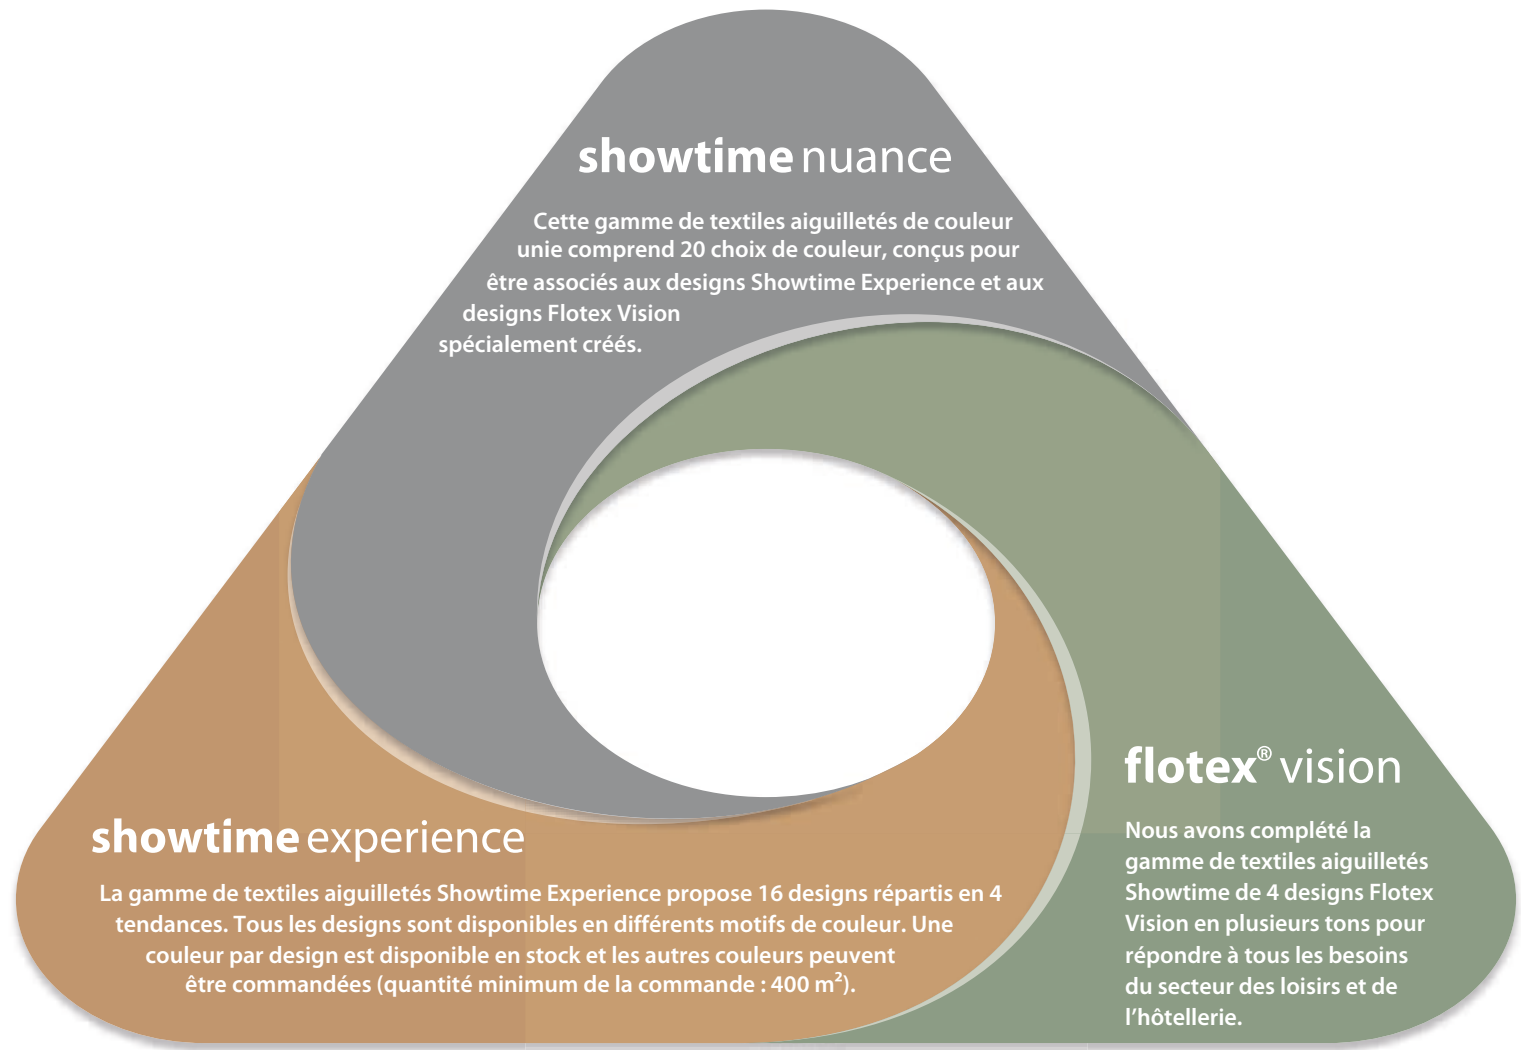 showtime nuance
Cette gamme de textiles aiguilletés de couleur
unie comprend 20 choix de couleur, conçus pour
être associés aux designs Showtime Experience et aux
designs Flotex Vision
spécialement créés.
flotex® vision
Nous avons complété la
gamme de textiles aiguilletés
Showtime de 4 designs Flotex
Vision en plusieurs tons pour
répondre à tous les besoins
du secteur des loisirs et de
l’hôtellerie.
showtime experience
La gamme de textiles aiguilletés Showtime Experience propose 16 designs répartis en 4
tendances. Tous les designs sont disponibles en différents motifs de couleur. Une
couleur par design est disponible en stock et les autres couleurs peuvent
être commandées (quantité minimum de la commande : 400 m²).